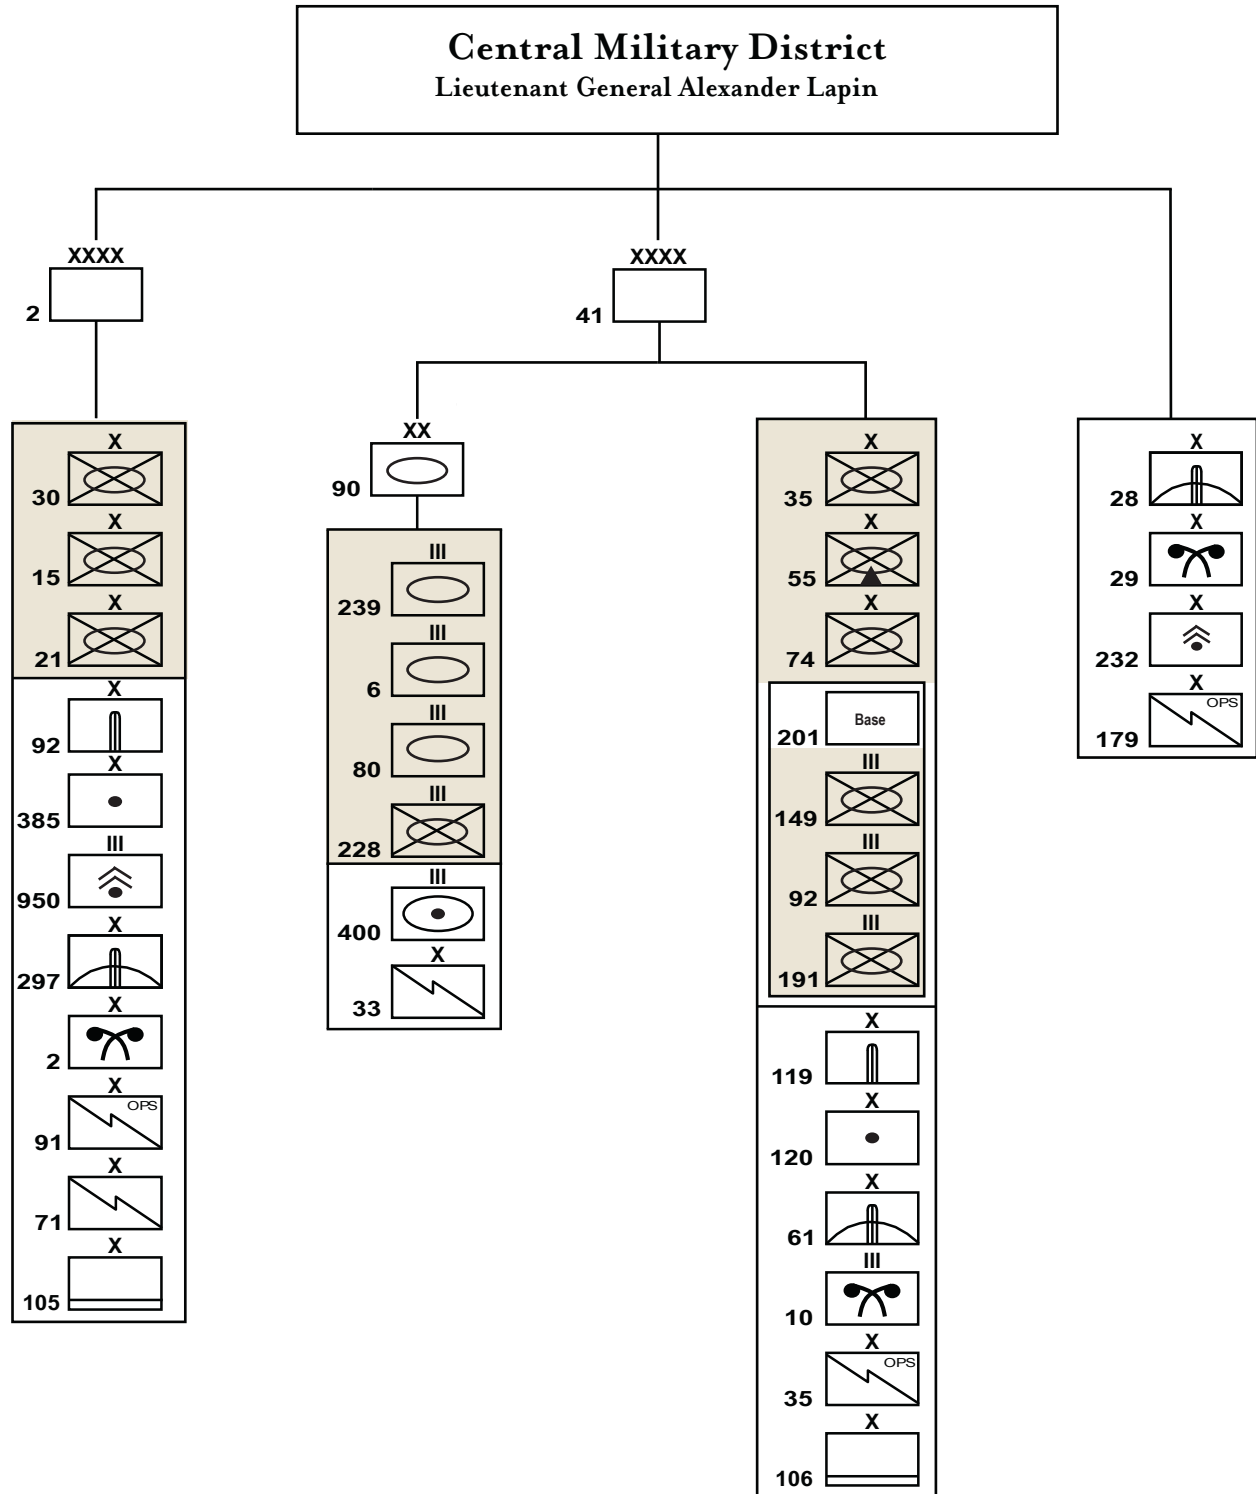 Central Military District
Lieutenant General Alexander Lapin
XXXX
2
XXXX
41
X
30
X
15
X
21
X
92
X
385
III
950
X
297
X
2
X
OPS
91
X
71
X
105
XX
90
III
239
III
6
III
80
III
228
III
400
X
33
X
35
X
55
X
74
Base
201
III
149
III
92
III
191
X
119
X
120
X
61
III
10
X
OPS
35
X
106
X
28
X
29
X
232
X
OPS
179